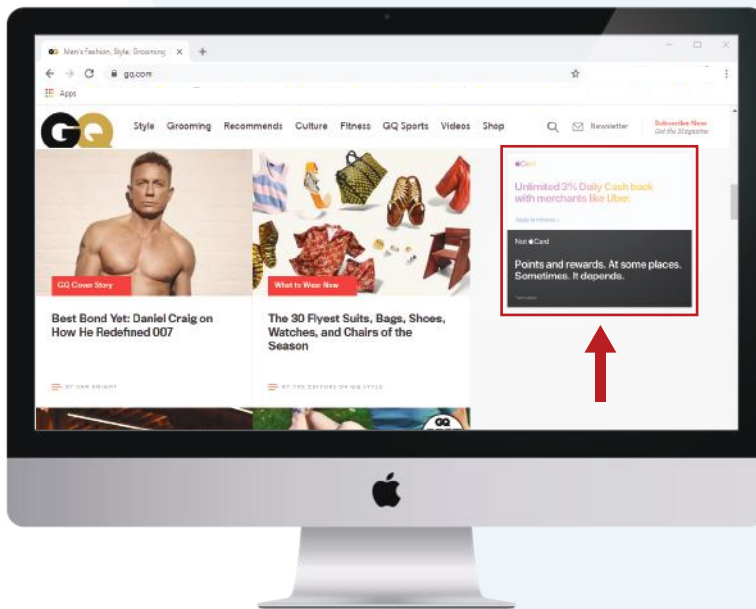 GQ Men's Fashion, Style, Grooming,
gq.com
Apps
GQ
Style Grooming Recommends Culture Fitness GQ Sports Videos Shop
Newsletter
Subscribe Now
Get the Magazine
GQ Cover Story
Best Bond Yet: Daniel Craig on
How He Redefined 007
What to Wear Now
The 30 Flyest Suits, Bags, Shoes,
Watches, and Chairs of the
Season
BY THE EDITORS OF GQ STYLE
Card
Unlimited 3% Daily Cash back
with merchants like Uber.
Apply in minutes ›
Not Card
Points and rewards. At some places.
Sometimes. It depends.
GQ